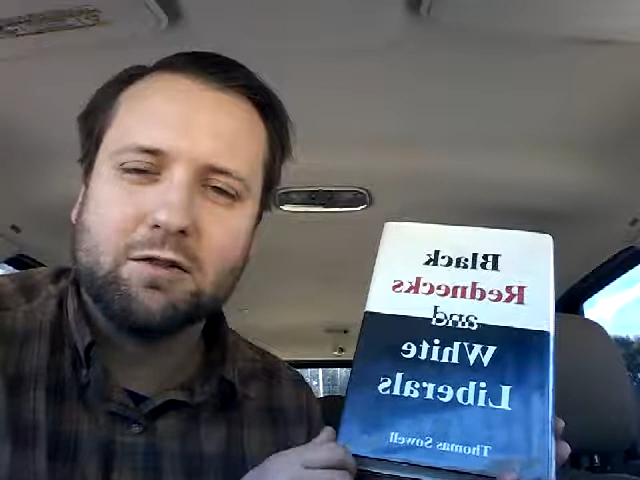 Black
Rednecks
and
White
Liberals
Thomas Sowell